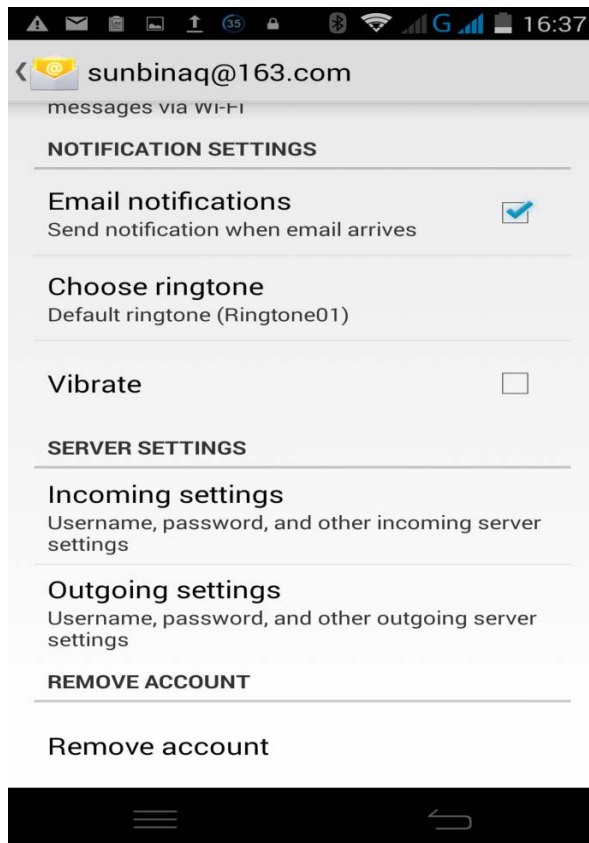 35 G 16:37
sunbinaq@163.com
messages via Wi-Fi
NOTIFICATION SETTINGS
Email notifications
Send notification when email arrives
Choose ringtone
Default ringtone (Ringtone01)
Vibrate
SERVER SETTINGS
Incoming settings
Username, password, and other incoming server
settings
Outgoing settings
Username, password, and other outgoing server
settings
REMOVE ACCOUNT
Remove account